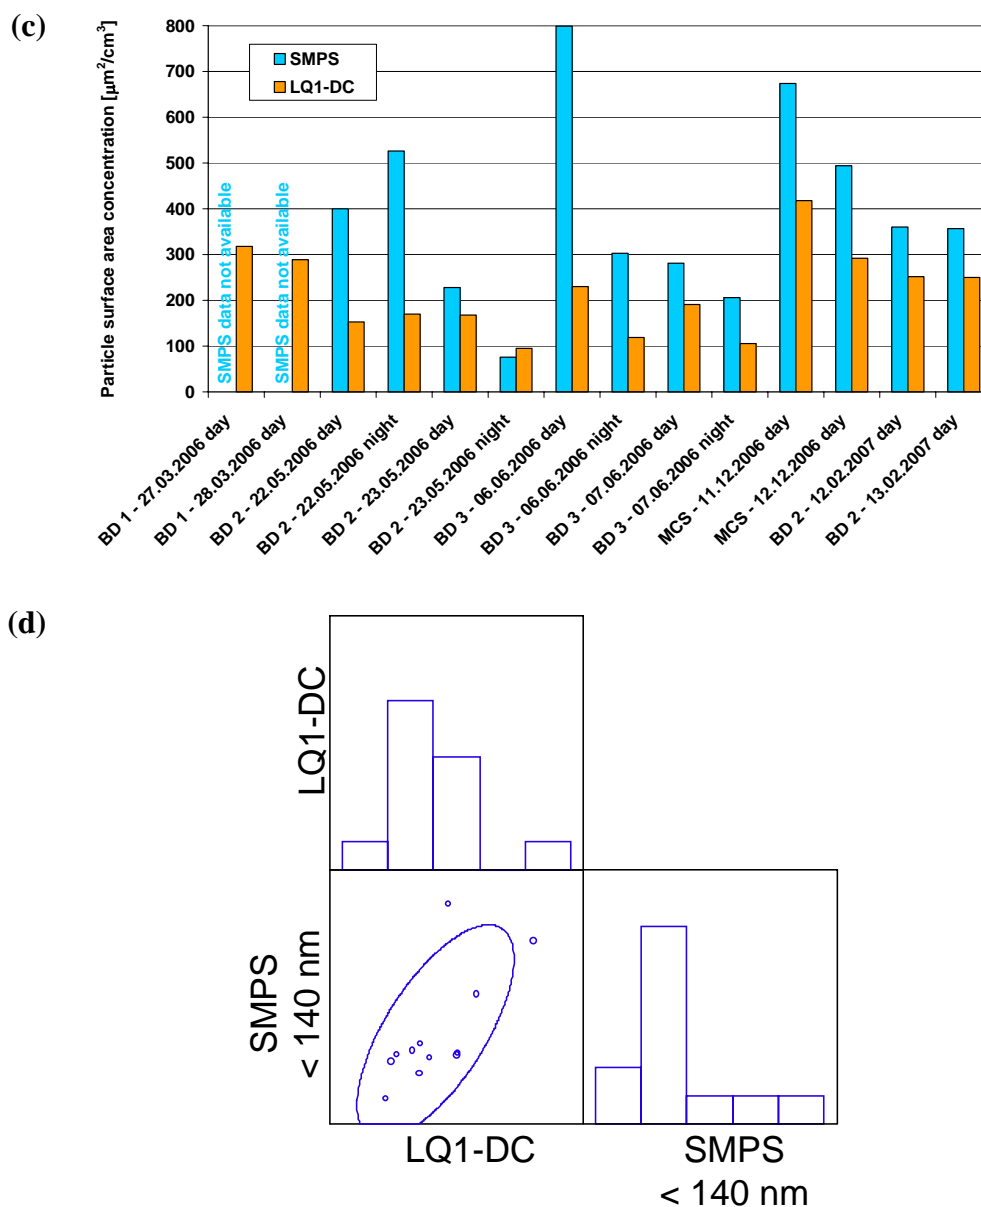 (c)
Particle surface area concentration [µm²/cm³]
800
700
600
500
400
300
200
100
0
SMPS
LQ1-DC
SMPS data not available
SMPS data not available
BD 1 - 27.03.2006 day
BD 1 - 28.03.2006 day
BD 2 - 22.05.2006 day
BD 2 - 22.05.2006 night
BD 2 - 23.05.2006 day
BD 2 - 23.05.2006 night
BD 3 - 06.06.2006 day
BD 3 - 06.06.2006 night
BD 3 - 07.06.2006 day
BD 3 - 07.06.2006 night
MCS - 11.12.2006 day
MCS - 12.12.2006 day
BD 2 - 12.02.2007 day
BD 2 - 13.02.2007 day
(d)
LQ1-DC
SMPS
< 140 nm
LQ1-DC
SMPS
< 140 nm